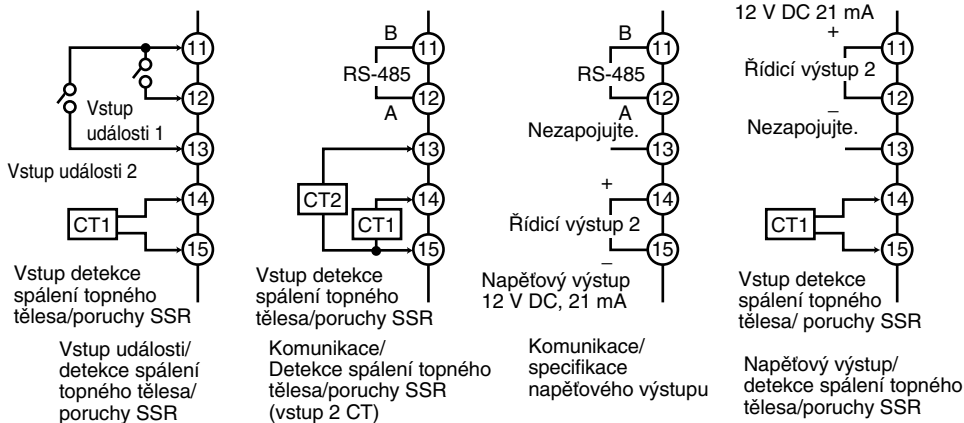 11
12
13
14
15
Vstup
události 1
Vstup události 2
CT1
Vstup detekce
spálení topného
tělesa/poruchy SSR
Vstup události/
detekce spálení
topného tělesa/
poruchy SSR
B
11
RS-485
12
A
13
CT2
14
CT1
15
Vstup detekce
spálení topného
tělesa/poruchy SSR
Komunikace/
Detekce spálení topného
tělesa/poruchy SSR
(vstup 2 CT)
B
11
RS-485
12
A
Nezapojujte.
13
+
14
Řídicí výstup 2
15
–
Napěťový výstup
12 V DC, 21 mA
Komunikace/
specifikace
napěťového výstupu
12 V DC 21 mA
+
11
Řídicí výstup 2
12
–
Nezapojujte.
13
14
CT1
15
Vstup detekce
spálení topného
tělesa/ poruchy SSR
Napěťový výstup/
detekce spálení topného
tělesa/poruchy SSR